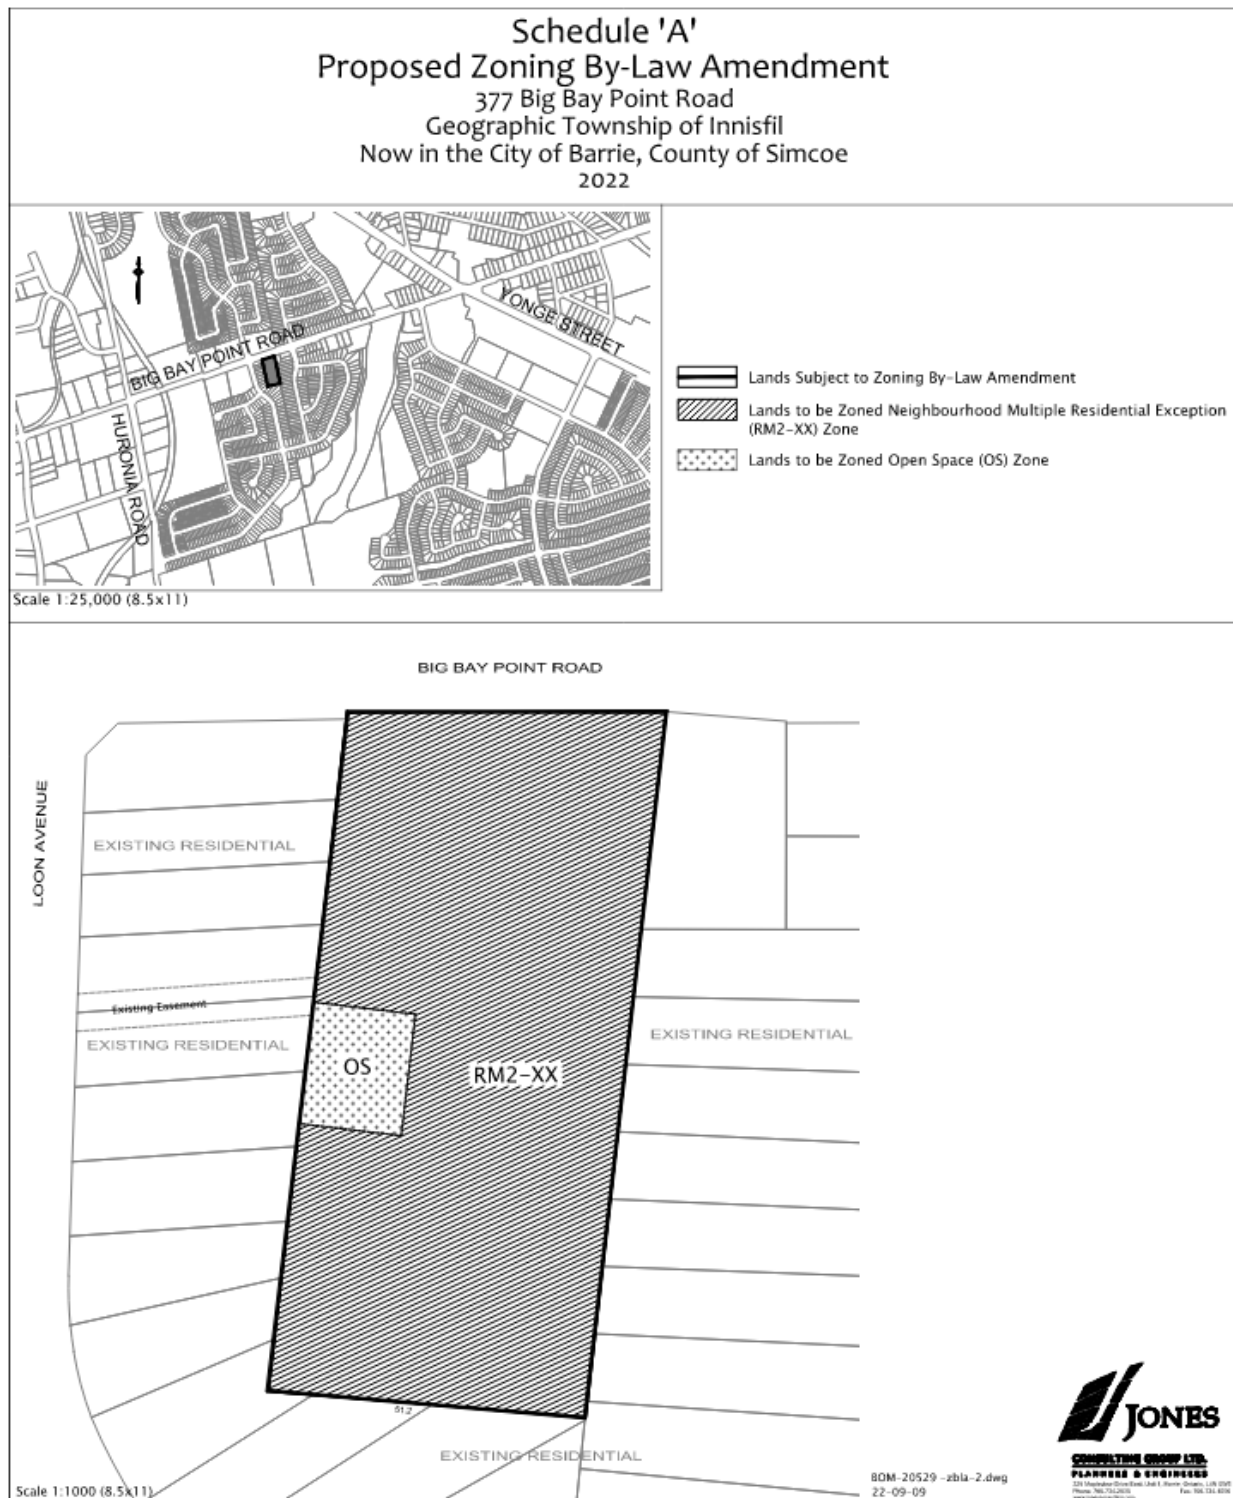 Schedule 'A'
Proposed Zoning By-Law Amendment
377 Big Bay Point Road
Geographic Township of Innisfil
Now in the City of Barrie, County of Simcoe
2022
YONGE STREET
BIG BAY POINT ROAD
HURONIA ROAD
Lands Subject to Zoning By-Law Amendment
Lands to be Zoned Neighbourhood Multiple Residential Exception
(RM2-XX) Zone
Lands to be Zoned Open Space (OS) Zone
Scale 1:25,000 (8.5x11)
BIG BAY POINT ROAD
LOON AVENUE
EXISTING RESIDENTIAL
Existing Easement
EXISTING RESIDENTIAL
EXISTING RESIDENTIAL
OS
RM2-XX
51.2
EXISTING RESIDENTIAL
JONES
CONSULTING GROUP LTD.
PLANNERS & ENGINEERS
BOM-20529 -zbla-2.dwg
22-09-09
Scale 1:1000 (8.5x11)